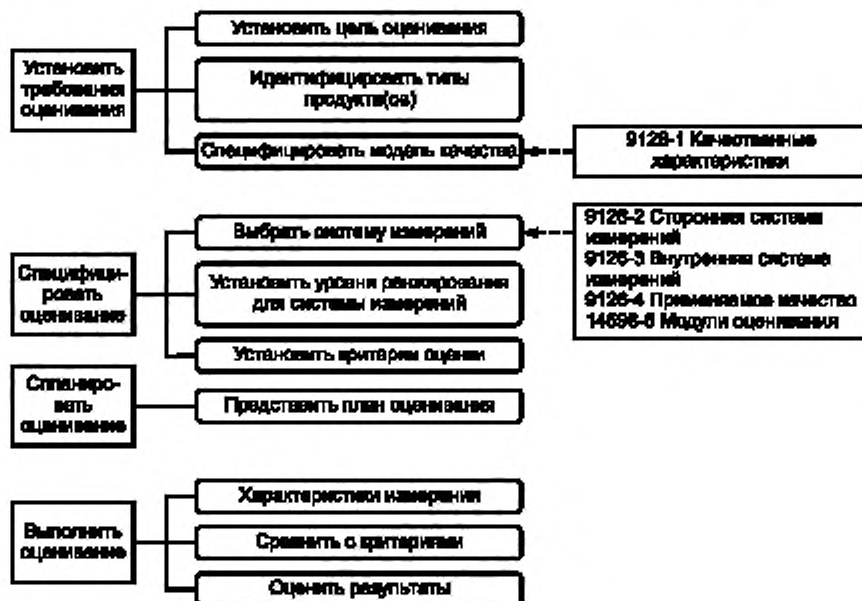 Установить
требования
оценивания
Установить цель оценивания
Идентифицировать типы
продукта(ов)
Специфицировать модель качества
9126-1 Качественные
характеристики
Специфици-
ровать
оценивание
Выбрать систему измерений
Установить уровни ранжирования
для системы измерений
Установить критерии оценки
9126-2 Сторонняя система
измерений
9126-3 Внутренняя система
измерений
9126-4 Применяемое качество
14598-6 Модули оценивания
Спланиро-
вать
оценивание
Представить план оценивания
Выполнить
оценивание
Характеристики измерения
Сравнить с критериями
Оценить результаты